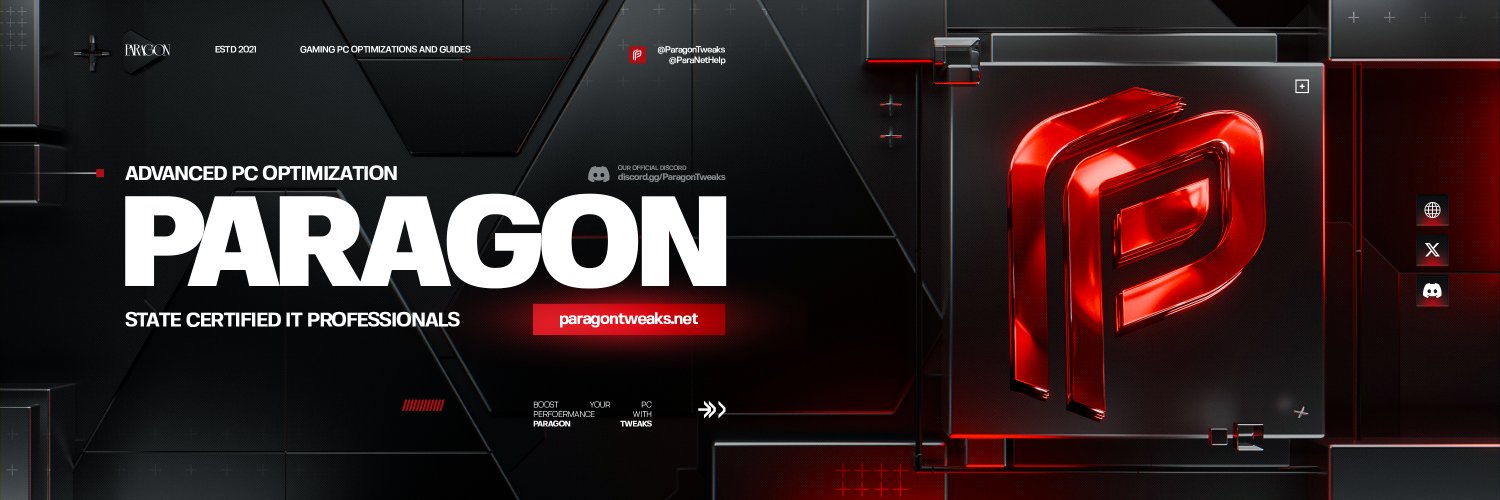 PARAGON
ESTD 2021
GAMING PC OPTIMIZATIONS AND GUIDES
@ParagonTweaks
@ParaNetHelp
ADVANCED PC OPTIMIZATION
OUR OFFICIAL DISCORD
discord.gg/ParagonTweaks
PARAGON
STATE CERTIFIED IT PROFESSIONALS
paragontweaks.net
BOOST YOUR PC
PERFOERMANCE WITH
PARAGON TWEAKS
P
X